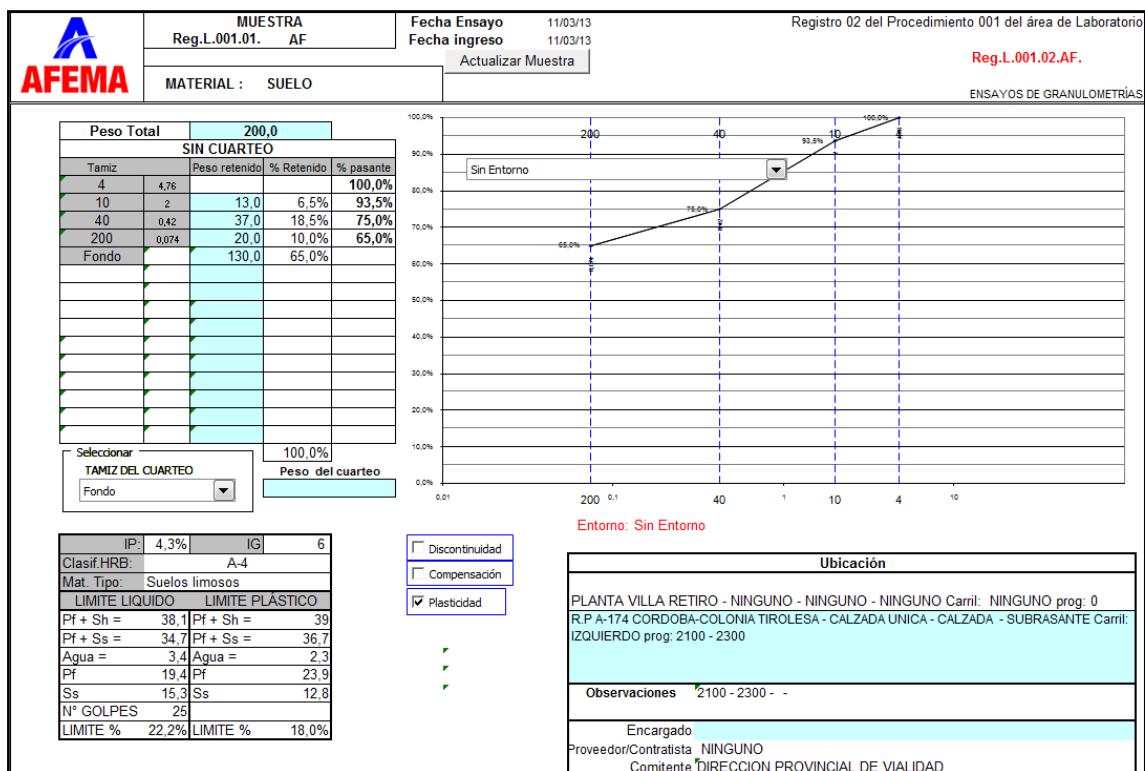 AFEMA
MUESTRA
Reg.L.001.01. AF
MATERIAL : SUELO
Fecha Ensayo 11/03/13
Fecha ingreso 11/03/13
Actualizar Muestra
Registro 02 del Procedimiento 001 del área de Laboratorio
Reg.L.001.02.AF.
ENSAYOS DE GRANULOMETRÍAS
Peso Total 200,0
SIN CUARTEO
Tamiz Peso retenido % Retenido % pasante
4 4,76 100,0%
10 2 13,0 6,5% 93,5%
40 0,42 37,0 18,5% 75,0%
200 0,074 20,0 10,0% 65,0%
Fondo 130,0 65,0%
100,0%
Seleccionar
TAMIZ DEL CUARTEO
Fondo
Peso del cuarteo
100,0%
90,0%
80,0%
70,0%
60,0%
50,0%
40,0%
30,0%
20,0%
10,0%
0,0%
200 40 10 4
100,0%
93,5%
75,0%
65,0%
Sin Entorno
0,01 200 0,1 40 1 10 4 10
Entorno: Sin Entorno
IP: 4,3% IG 6
Clasif.HRB: A-4
Mat. Tipo: Suelos limosos
LIMITE LIQUIDO LIMITE PLÁSTICO
Pf + Sh = 38,1 Pf + Sh = 39
Pf + Ss = 34,7 Pf + Ss = 36,7
Agua = 3,4 Agua = 2,3
Pf 19,4 Pf 23,9
Ss 15,3 Ss 12,8
N° GOLPES 25
LIMITE % 22,2% LIMITE % 18,0%
Discontinuidad
Compensación
Plasticidad
Ubicación
PLANTA VILLA RETIRO - NINGUNO - NINGUNO - NINGUNO Carril: NINGUNO prog: 0
R.P A-174 CORDOBA-COLONIA TIROLESA - CALZADA UNICA - CALZADA - SUBRASANTE Carril:
IZQUIERDO prog: 2100 - 2300
Observaciones 2100 - 2300 - -
Encargado
Proveedor/Contratista NINGUNO
Comitente DIRECCION PROVINCIAL DE VIALIDAD